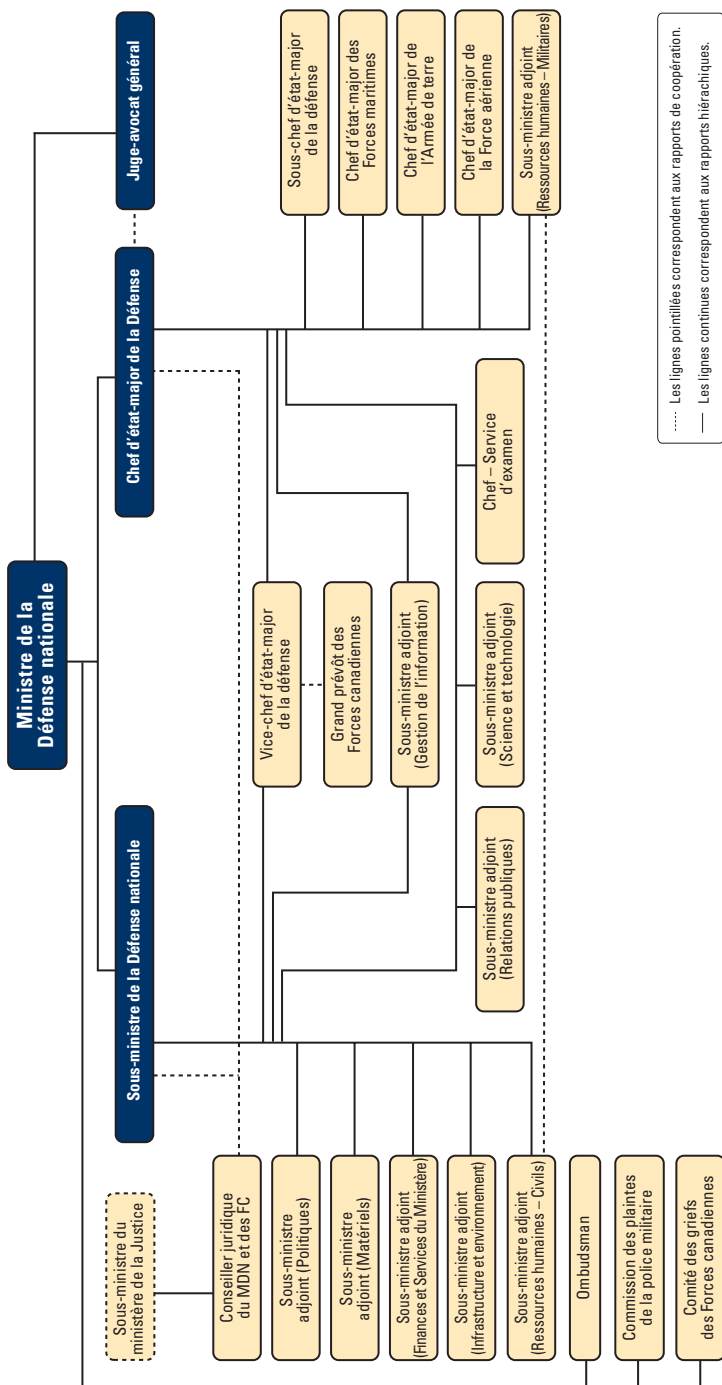 Ministre de la
Défense nationale
Sous-ministre de la Défense nationale
Chef d'état-major de la Défense
Juge-avocat général
Sous-ministre du
ministère de la Justice
Conseiller juridique
du MDN et des FC
Sous-ministre
adjoint (Politiques)
Sous-ministre
adjoint (Matériels)
Sous-ministre adjoint
(Finances et Services du Ministère)
Sous-ministre adjoint
(Infrastructure et environnement)
Sous-ministre adjoint
(Ressources humaines – Civils)
Ombudsman
Commission des plaintes
de la police militaire
Comité des griefs
des Forces canadiennes
Vice-chef d'état-major
de la défense
Grand prévôt des
Forces canadiennes
Sous-ministre adjoint
(Gestion de l'information)
Sous-ministre adjoint
(Relations publiques)
Sous-ministre adjoint
(Science et technologie)
Chef – Service
d'examen
Sous-chef d'état-major
de la défense
Chef d'état-major des
Forces maritimes
Chef d'état-major de
l'Armée de terre
Chef d'état-major de
la Force aérienne
Sous-ministre adjoint
(Ressources humaines – Militaires)
Les lignes pointillées correspondent aux rapports de coopération.
Les lignes continues correspondent aux rapports hiérachiques.